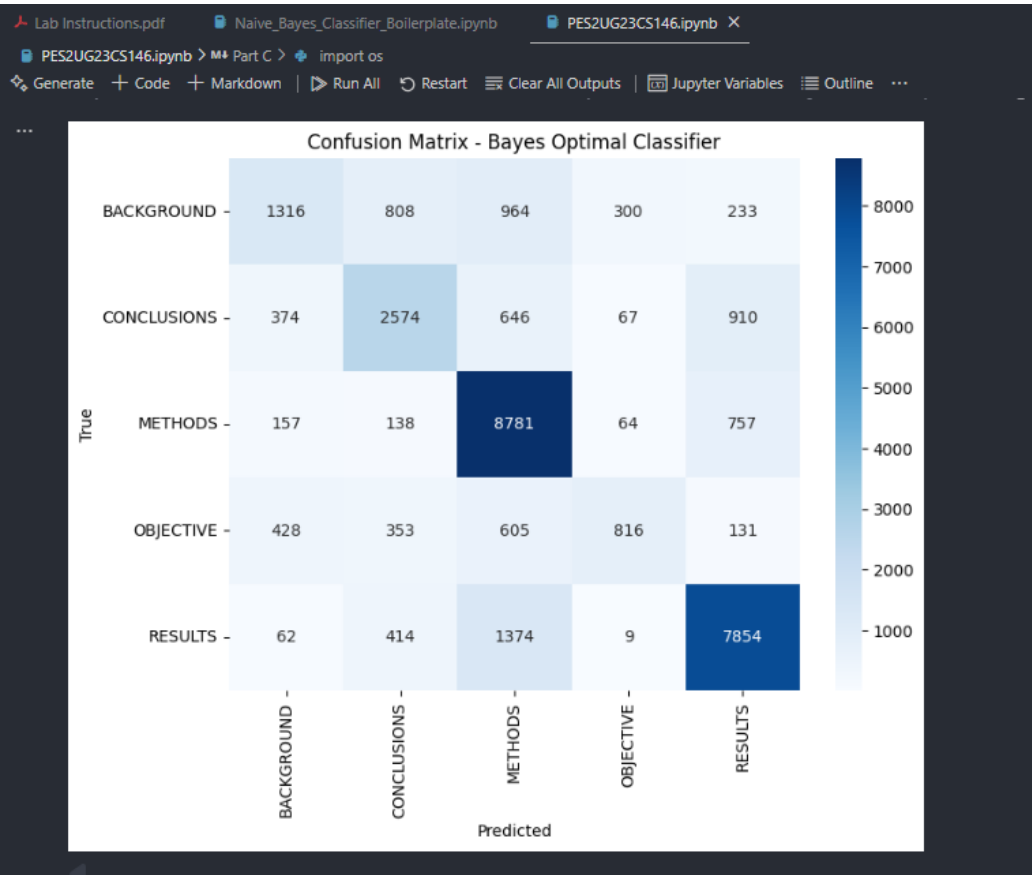 Lab Instructions.pdf Naive_Bayes_Classifier_Boilerplate.ipynb PES2UG23CS146.ipynb ×
PES2UG23CS146.ipynb > M↓ Part C > import os
Generate + Code + Markdown | Run All Restart Clear All Outputs | Jupyter Variables Outline ...
...
Confusion Matrix - Bayes Optimal Classifier
BACKGROUND 1316 808 964 300 233
CONCLUSIONS 374 2574 646 67 910
METHODS 157 138 8781 64 757
OBJECTIVE 428 353 605 816 131
RESULTS 62 414 1374 9 7854
True
BACKGROUND CONCLUSIONS METHODS OBJECTIVE RESULTS
Predicted
8000
7000
6000
5000
4000
3000
2000
1000